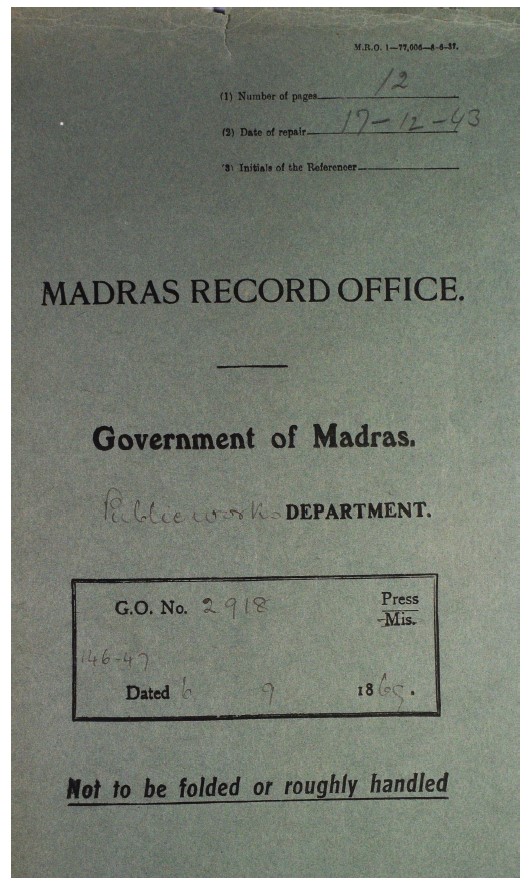 M.R.O. 1—77,006—8-6-37.
(1) Number of pages 12
(2) Date of repair 17-12-43
(3) Initials of the Referencer
MADRAS RECORD OFFICE.
Government of Madras.
Public works DEPARTMENT.
G.O. No. 2918 Press
Mis.
146-47
Dated 6 9 1869.
Not to be folded or roughly handled